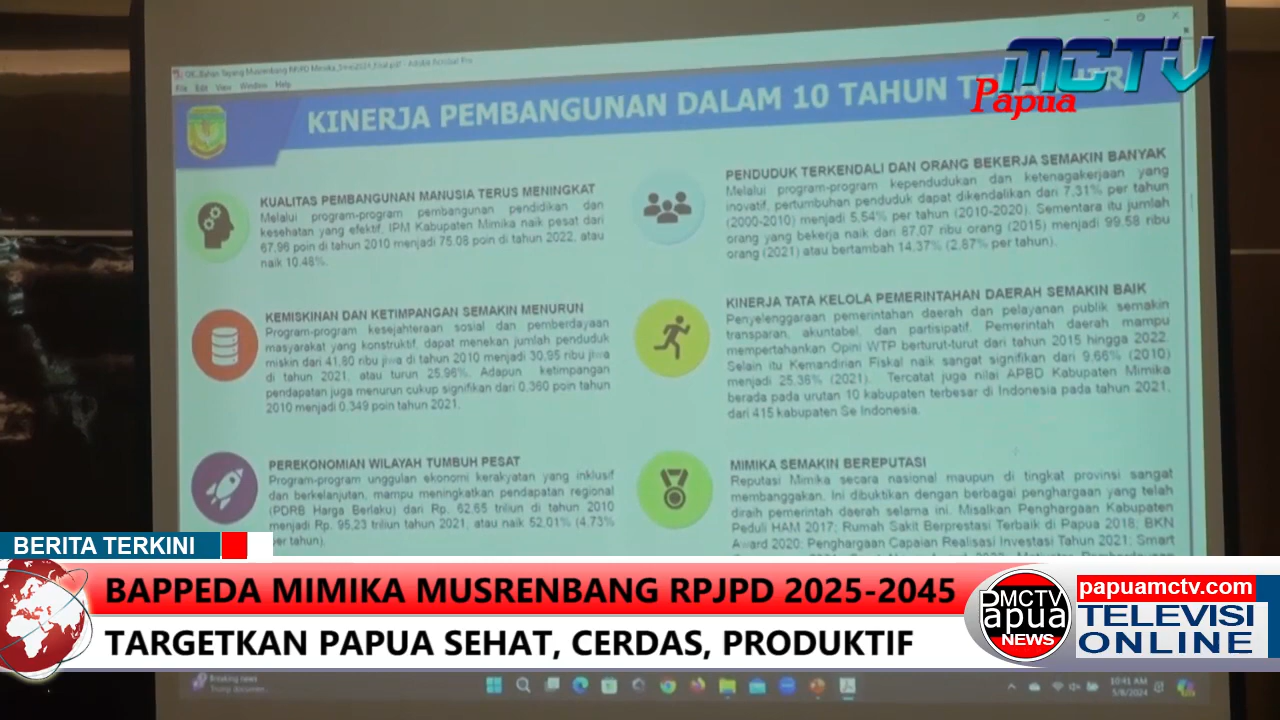 MCTV
Papua
File Edit View Window Help
KINERJA PEMBANGUNAN DALAM 10 TAHUN
KUALITAS PEMBANGUNAN MANUSIA TERUS MENINGKAT
Melalui program-program pembangunan pendidikan dan
kesehatan yang efektif, IPM Kabupaten Mimika naik pesat dari
67,96 poin di tahun 2010 menjadi 75,08 poin di tahun 2022, atau
naik 10,48%.
KEMISKINAN DAN KETIMPANGAN SEMAKIN MENURUN
Program-program kesejahteraan sosial dan pemberdayaan
masyarakat yang konstruktif, dapat menekan jumlah penduduk
miskin dari 41,80 ribu jiwa di tahun 2010 menjadi 30,95 ribu jiwa
di tahun 2021, atau turun 25,96%. Adapun ketimpangan
pendapatan juga menurun cukup signifikan dari 0,360 poin tahun
2010 menjadi 0,349 poin tahun 2021.
PEREKONOMIAN WILAYAH TUMBUH PESAT
Program-program unggulan ekonomi kerakyatan yang inklusif
dan berkelanjutan, mampu meningkatkan pendapatan regional
(PDRB Harga Berlaku) dari Rp. 62,65 triliun di tahun 2010
menjadi Rp. 95,23 triliun tahun 2021, atau naik 52,01% (4,73%
per tahun).
PENDUDUK TERKENDALI DAN ORANG BEKERJA SEMAKIN BANYAK
Melalui program-program kependudukan dan ketenagakerjaan yang
inovatif, pertumbuhan penduduk dapat dikendalikan dari 7,31% per tahun
(2000-2010) menjadi 5,54% per tahun (2010-2020). Sementara itu jumlah
orang yang bekerja naik dari 87,07 ribu orang (2015) menjadi 99,58 ribu
orang (2021) atau bertambah 14,37% (2,87% per tahun).
KINERJA TATA KELOLA PEMERINTAHAN DAERAH SEMAKIN BAIK
Penyelenggaraan pemerintahan daerah dan pelayanan publik semakin
transparan, akuntabel, dan partisipatif. Pemerintah daerah mampu
mempertahankan Opini WTP berturut-turut dari tahun 2015 hingga 2022.
Selain itu Kemandirian Fiskal naik sangat signifikan dari 9,66% (2010)
menjadi 25,36% (2021). Tercatat juga nilai APBD Kabupaten Mimika
berada pada urutan 10 kabupaten terbesar di Indonesia pada tahun 2021,
dari 415 kabupaten Se Indonesia.
MIMIKA SEMAKIN BEREPUTASI
Reputasi Mimika secara nasional maupun di tingkat provinsi sangat
membanggakan. Ini dibuktikan dengan berbagai penghargaan yang telah
diraih pemerintah daerah selama ini. Misalkan Penghargaan Kabupaten
Peduli HAM 2017; Rumah Sakit Berprestasi Terbaik di Papua 2018; BKN
Award 2020; Penghargaan Capaian Realisasi Investasi Tahun 2021; Smart
BERITA TERKINI
BAPPEDA MIMIKA MUSRENBANG RPJPD 2025-2045
TARGETKAN PAPUA SEHAT, CERDAS, PRODUKTIF
MCTV
Papua
NEWS
papuamctv.com
TELEVISI
ONLINE
Breaking news
10:41 AM
5/8/2024